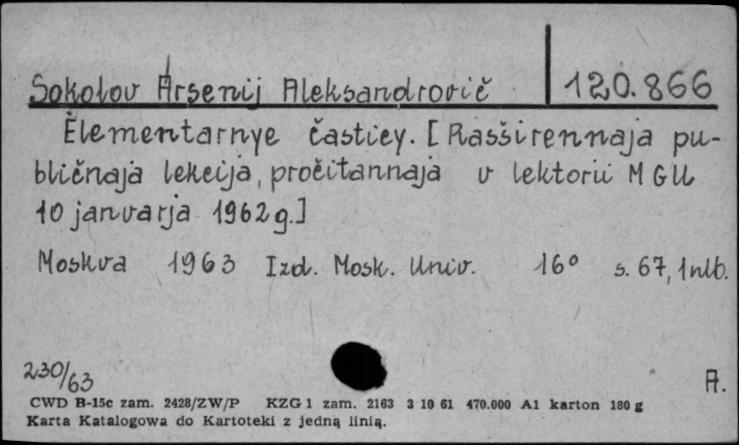 Sokolov Arsenij Aleksandrovič 120.866
Èlementarnye časticy. [Rasširennaja pu-
bličnaja lekcija, pročitannaja v lektorii MGU
10 janvarja 1962g.]
Moskva 1963 Izd. Mosk. Univ. 16° s. 67, 1 nlb.
230/63
A.
CWD B-15c zam. 2428/ZW/P KZG 1 zam. 2163 3 10 61 470.000 A1 karton 180 g
Karta Katalogowa do Kartoteki z jedną linią.